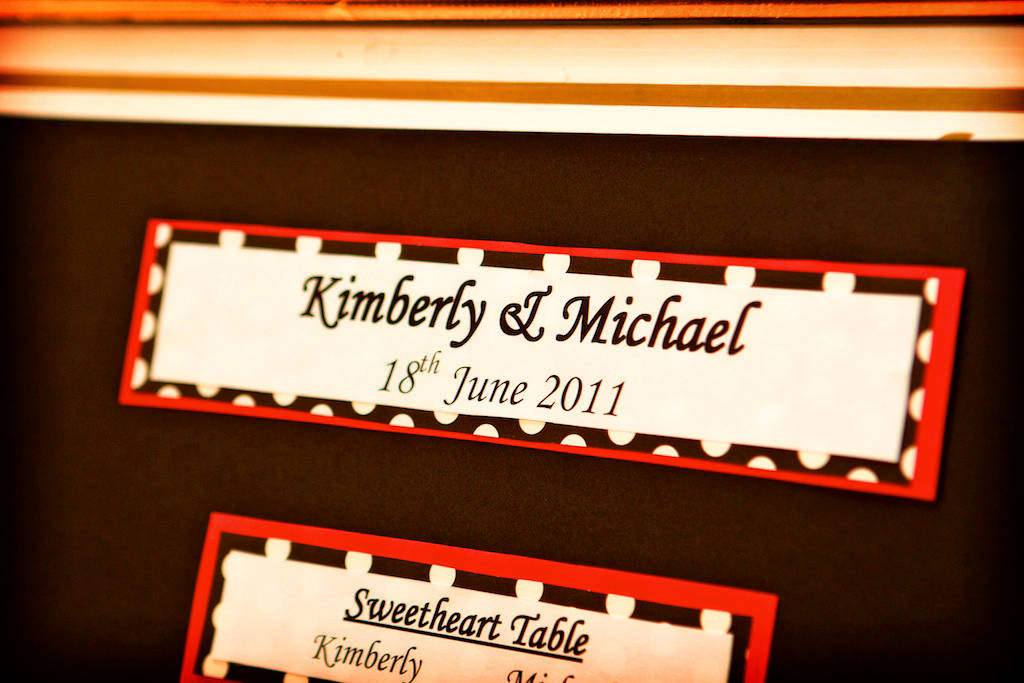 Kimberly & Michael
18th June 2011
Sweetheart Table
Kimberly